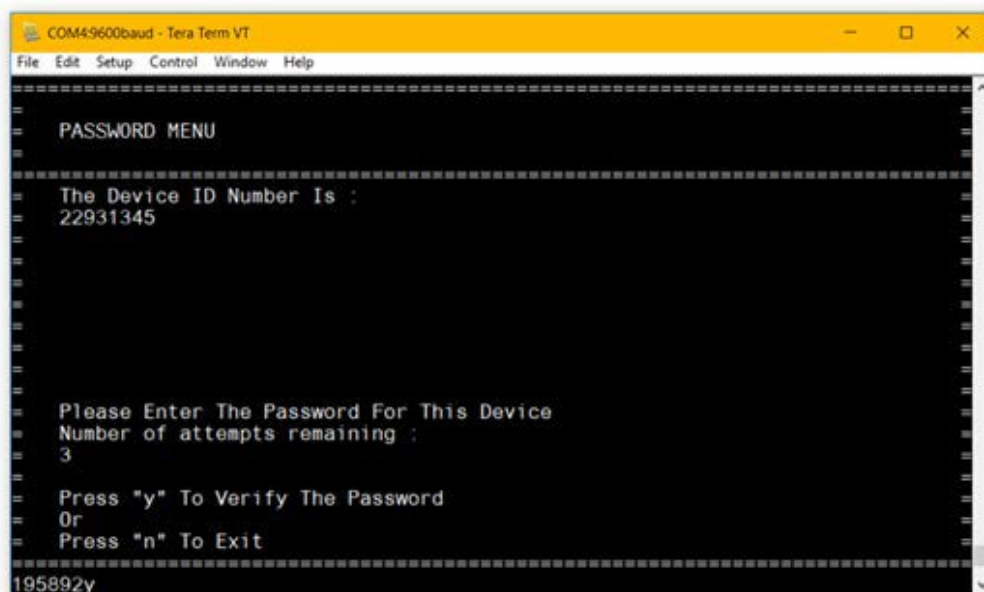 COM4:9600baud - Tera Term VT
File Edit Setup Control Window Help
================================================================================
=                                                                              =
=   PASSWORD MENU                                                              =
=                                                                              =
================================================================================
=   The Device ID Number Is :                                                  =
=   22931345                                                                   =
=                                                                              =
=                                                                              =
=                                                                              =
=                                                                              =
=                                                                              =
=                                                                              =
=                                                                              =
=                                                                              =
=   Please Enter The Password For This Device                                  =
=   Number of attempts remaining :                                             =
=   3                                                                          =
=                                                                              =
=   Press "y" To Verify The Password                                           =
=   Or                                                                         =
=   Press "n" To Exit                                                          =
================================================================================
195892y